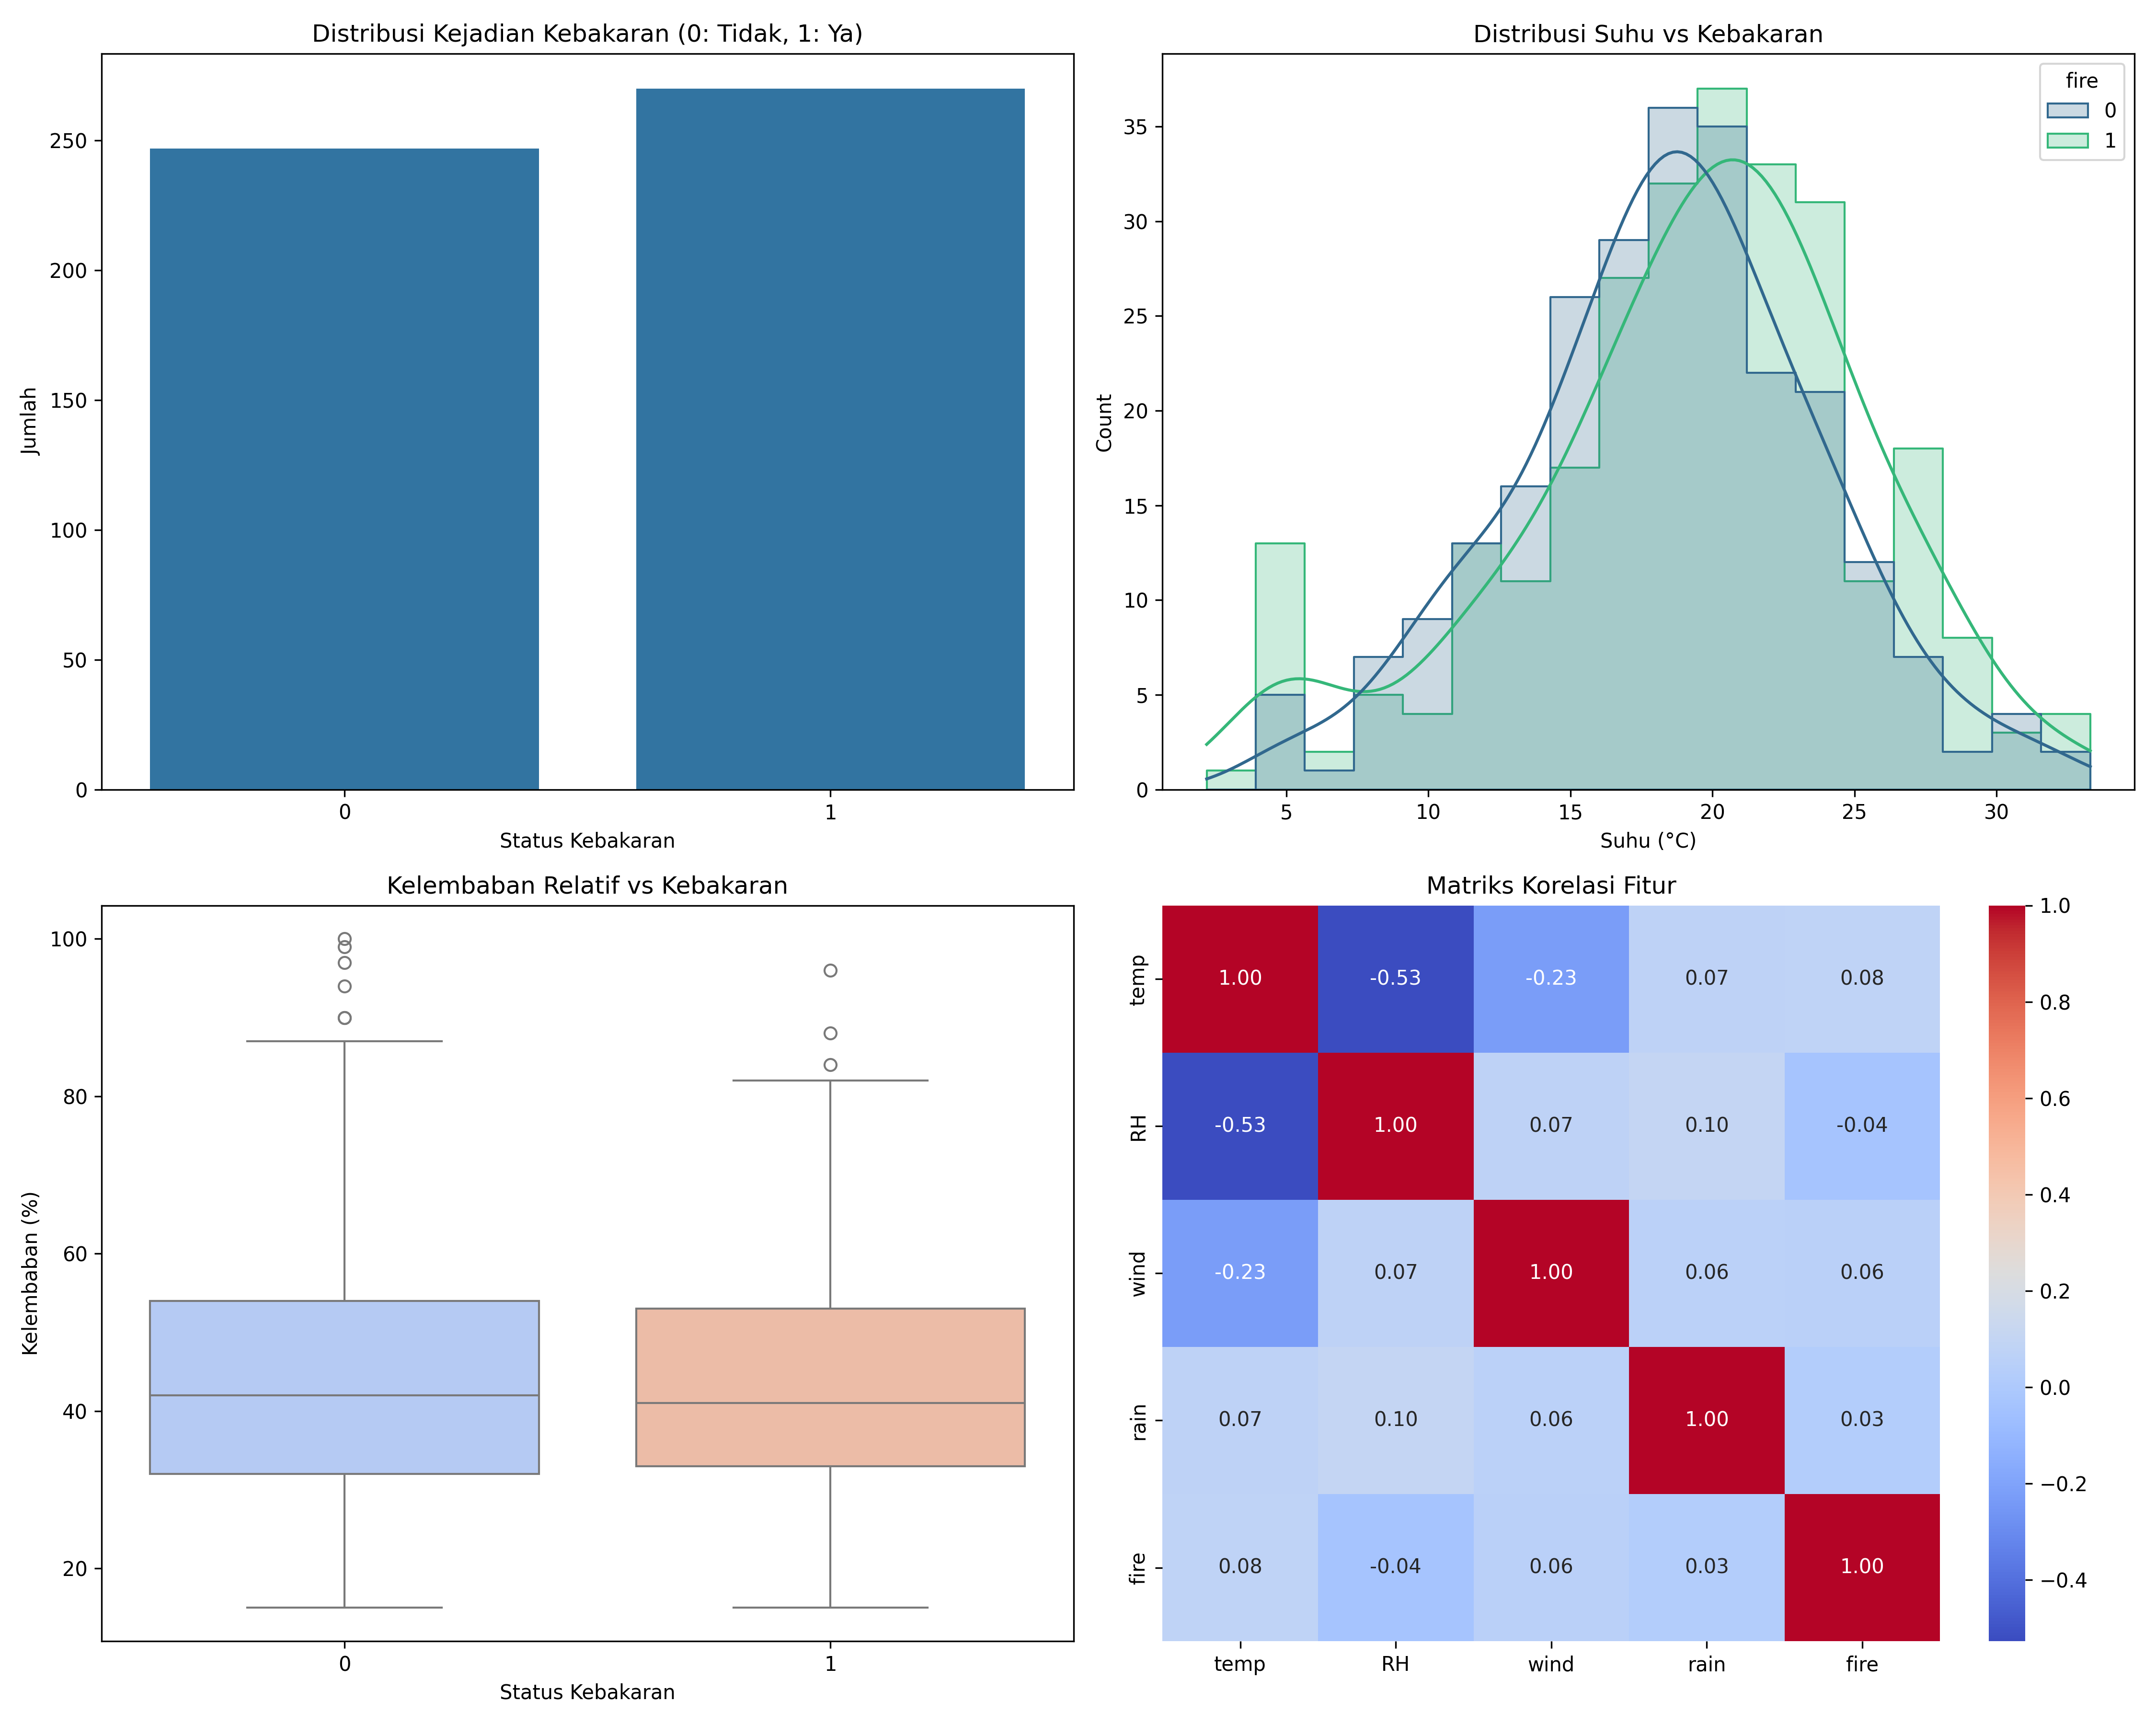 Distribusi Kejadian Kebakaran (0: Tidak, 1: Ya)
Jumlah
250
200
150
100
50
0
0 1
Status Kebakaran
Distribusi Suhu vs Kebakaran
fire
0
1
Count
35
30
25
20
15
10
5
0
5 10 15 20 25 30
Suhu (°C)
Kelembaban Relatif vs Kebakaran
Kelembaban (%)
100
80
60
40
20
0 1
Status Kebakaran
Matriks Korelasi Fitur
temp 1.00 -0.53 -0.23 0.07 0.08
RH -0.53 1.00 0.07 0.10 -0.04
wind -0.23 0.07 1.00 0.06 0.06
rain 0.07 0.10 0.06 1.00 0.03
fire 0.08 -0.04 0.06 0.03 1.00
temp RH wind rain fire
1.0
0.8
0.6
0.4
0.2
0.0
−0.2
−0.4